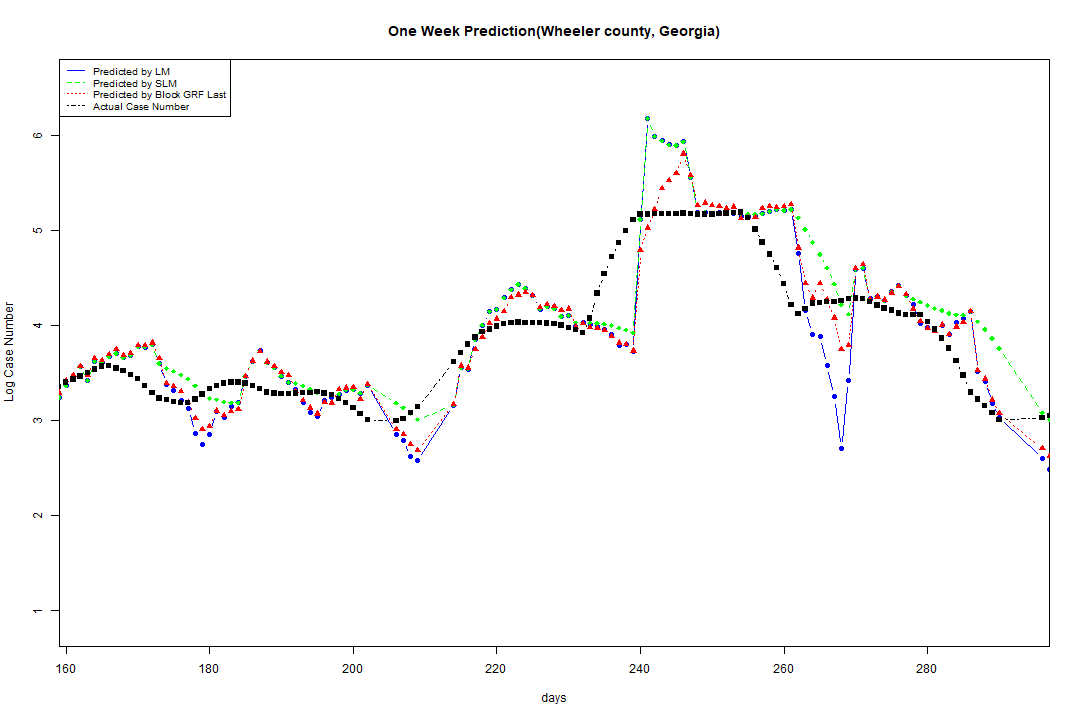 One Week Prediction(Wheeler county, Georgia)
Predicted by LM
Predicted by SLM
Predicted by Block GRF Last
Actual Case Number
Log Case Number
6
5
4
3
2
1
160 180 200 220 240 260 280
days